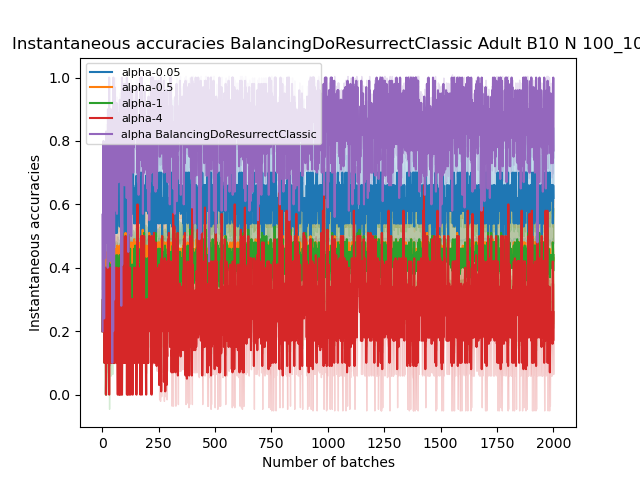 Instantaneous accuracies BalancingDoResurrectClassic Adult B10 N 100_10
1.0
0.8
0.6
0.4
0.2
0.0
Instantaneous accuracies
alpha-0.05
alpha-0.5
alpha-1
alpha-4
alpha BalancingDoResurrectClassic
0 250 500 750 1000 1250 1500 1750 2000
Number of batches